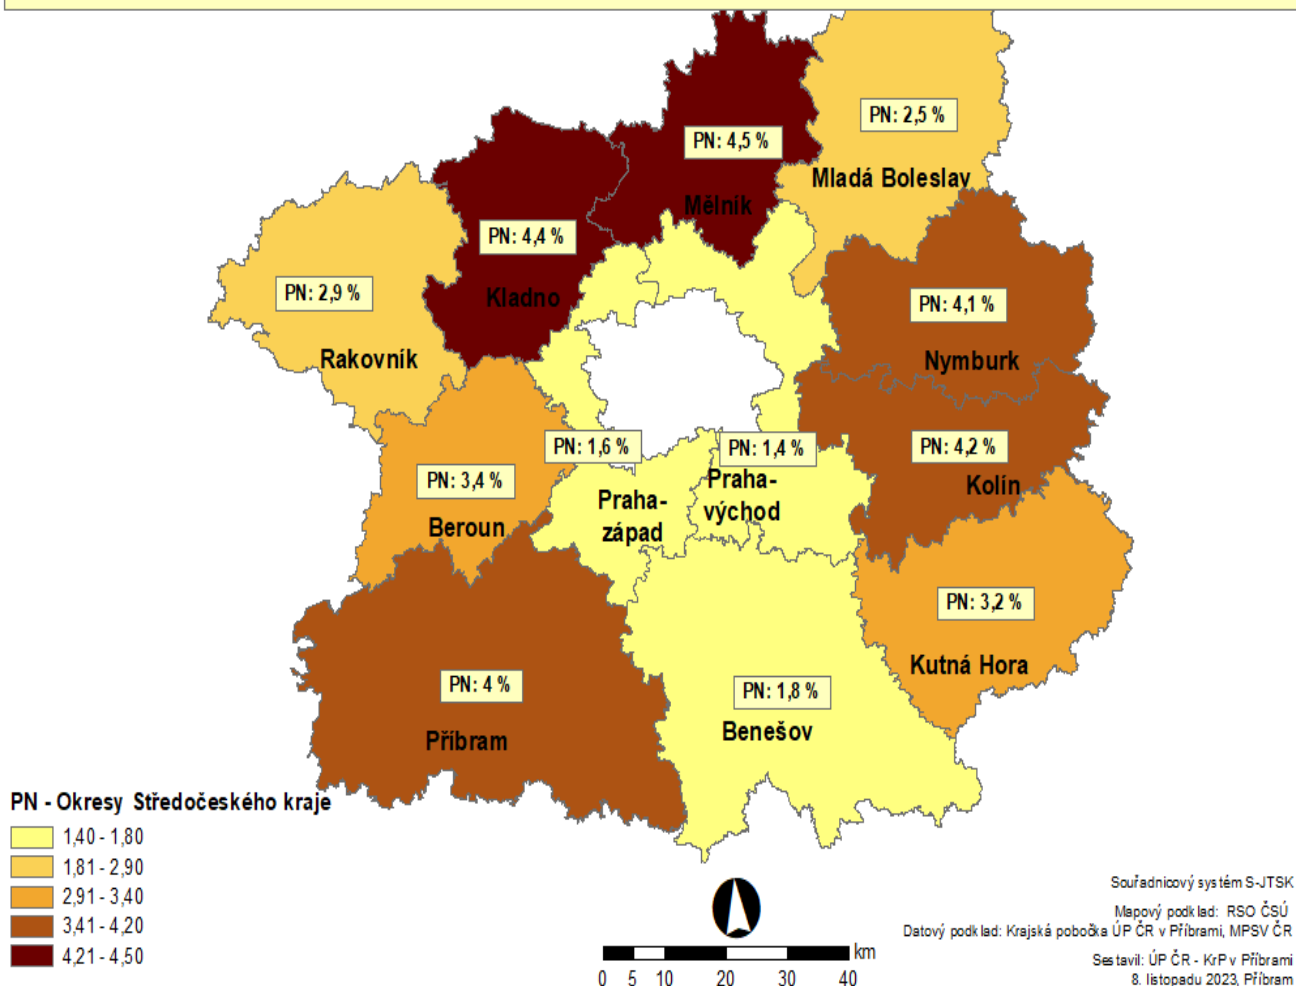 PN: 2,5 %
Mladá Boleslav
PN: 4,5 %
Mělník
PN: 4,4 %
Kladno
PN: 2,9 %
Rakovník
PN: 4,1 %
Nymburk
PN: 4,2 %
Kolín
PN: 1,6 %
Praha-
západ
PN: 1,4 %
Praha-
východ
PN: 3,4 %
Beroun
PN: 3,2 %
Kutná Hora
PN: 4 %
Příbram
PN: 1,8 %
Benešov
PN - Okresy Středočeského kraje
1,40 - 1,80
1,81 - 2,90
2,91 - 3,40
3,41 - 4,20
4,21 - 4,50
km
0 5 10 20 30 40
Souřadnicový systém S-JTSK
Mapový podklad: RSO ČSÚ
Datový podklad: Krajská pobočka ÚP ČR v Příbrami, MPSV ČR
Sestavil: ÚP ČR - KrP v Příbrami
8. listopadu 2023, Příbram